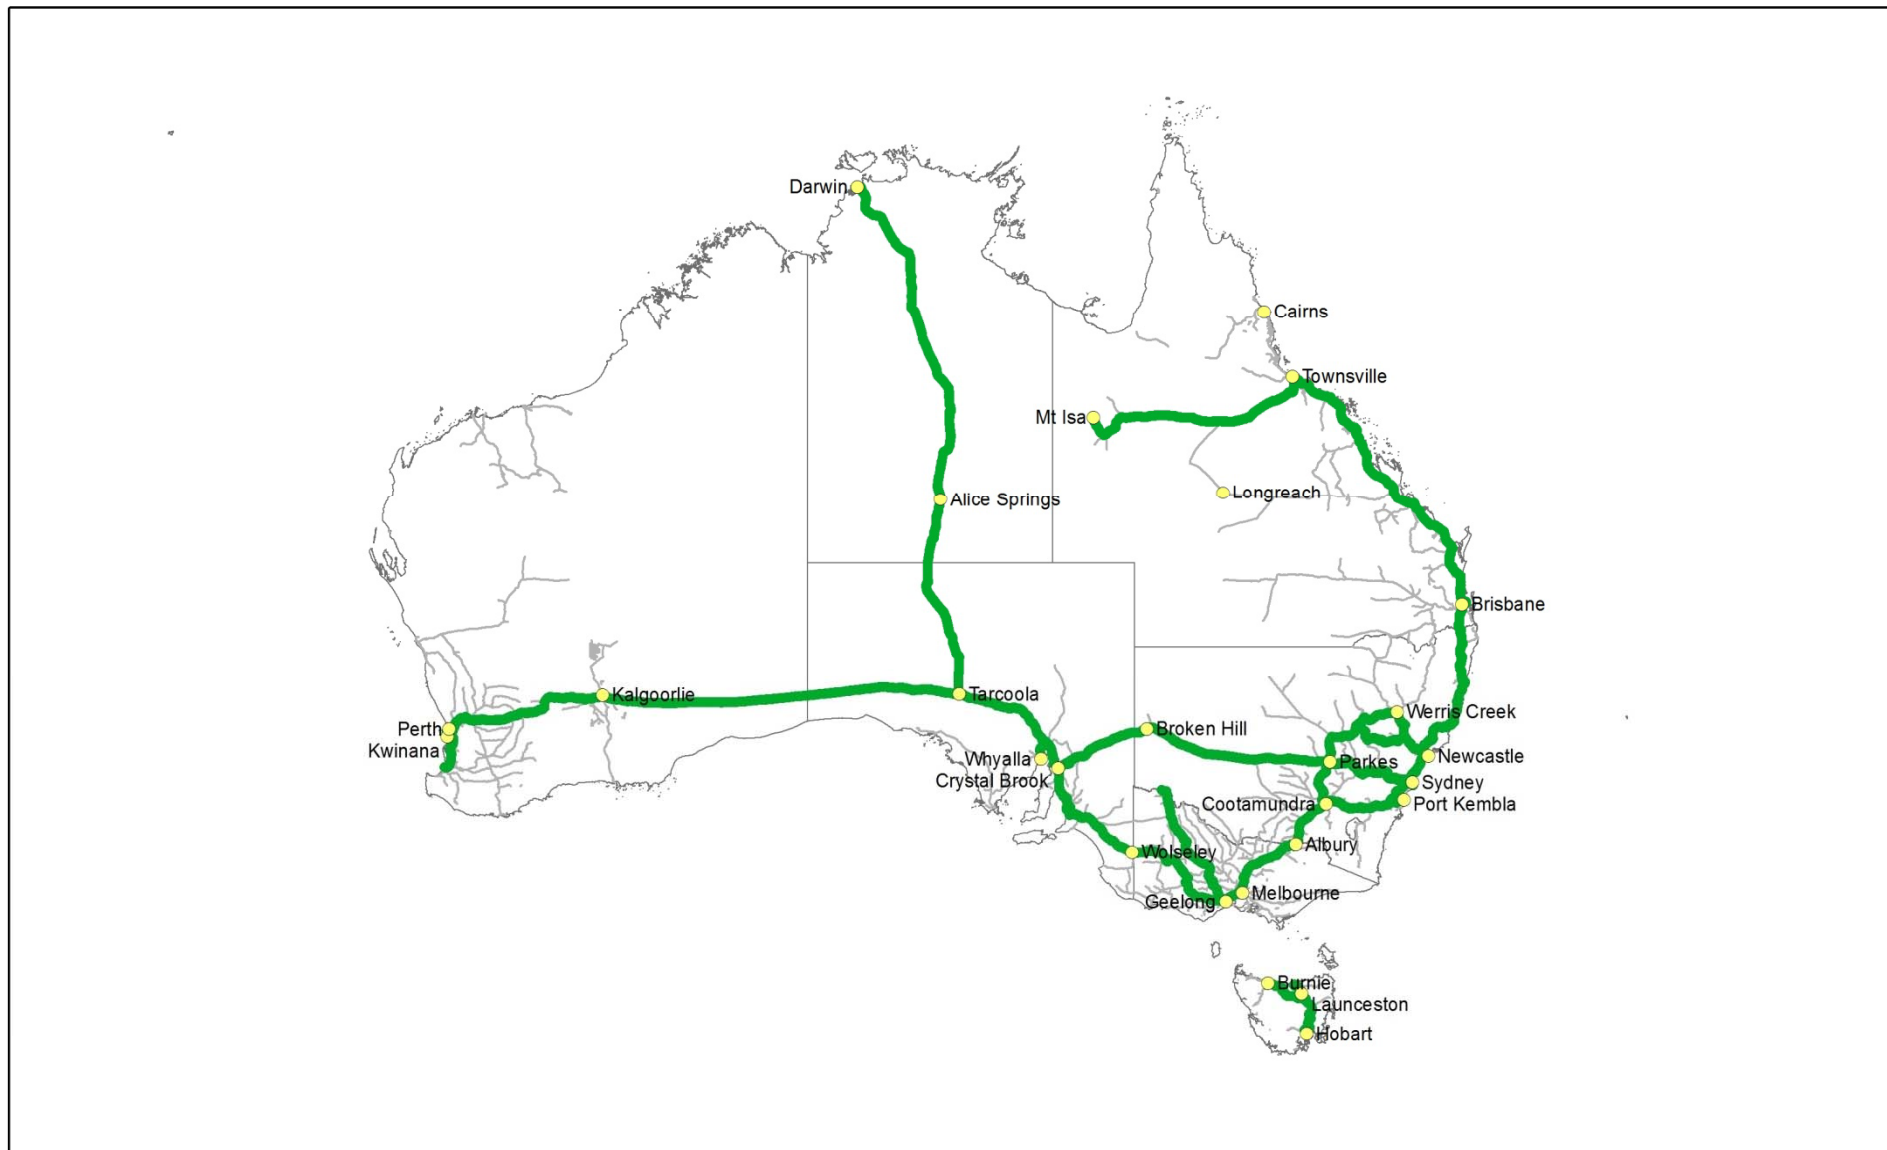 Darwin
Cairns
Townsville
Mt Isa
Longreach
Alice Springs
Brisbane
Kalgoorlie
Tarcoola
Werris Creek
Perth
Broken Hill
Kwinana
Whyalla
Newcastle
Parkes
Crystal Brook
Sydney
Cootamundra
Port Kembla
Albury
Wolseley
Melbourne
Geelong
Burnie
Launceston
Hobart